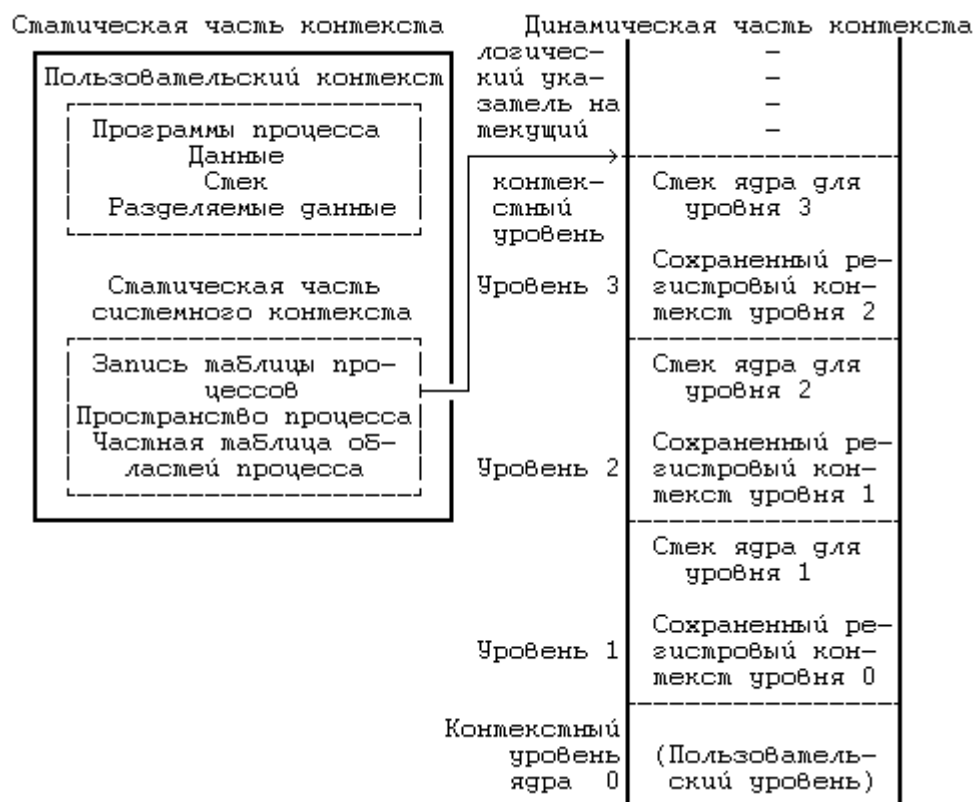 Статическая часть контекста
Пользовательский контекст
Программы процесса
Данные
Стек
Разделяемые данные
Статическая часть
системного контекста
Запись таблицы про-
цессов
Пространство процесса
Частная таблица об-
ластей процесса
Динамическая часть контекста
логичес-
кий ука-
затель на
текущий
контек-
стный
уровень
Стек ядра для
уровня 3
Уровень 3
Сохраненный ре-
гистровый кон-
текст уровня 2
Стек ядра для
уровня 2
Уровень 2
Сохраненный ре-
гистровый кон-
текст уровня 1
Стек ядра для
уровня 1
Уровень 1
Сохраненный ре-
гистровый кон-
текст уровня 0
Контекстный
уровень
ядра 0
(Пользователь-
ский уровень)